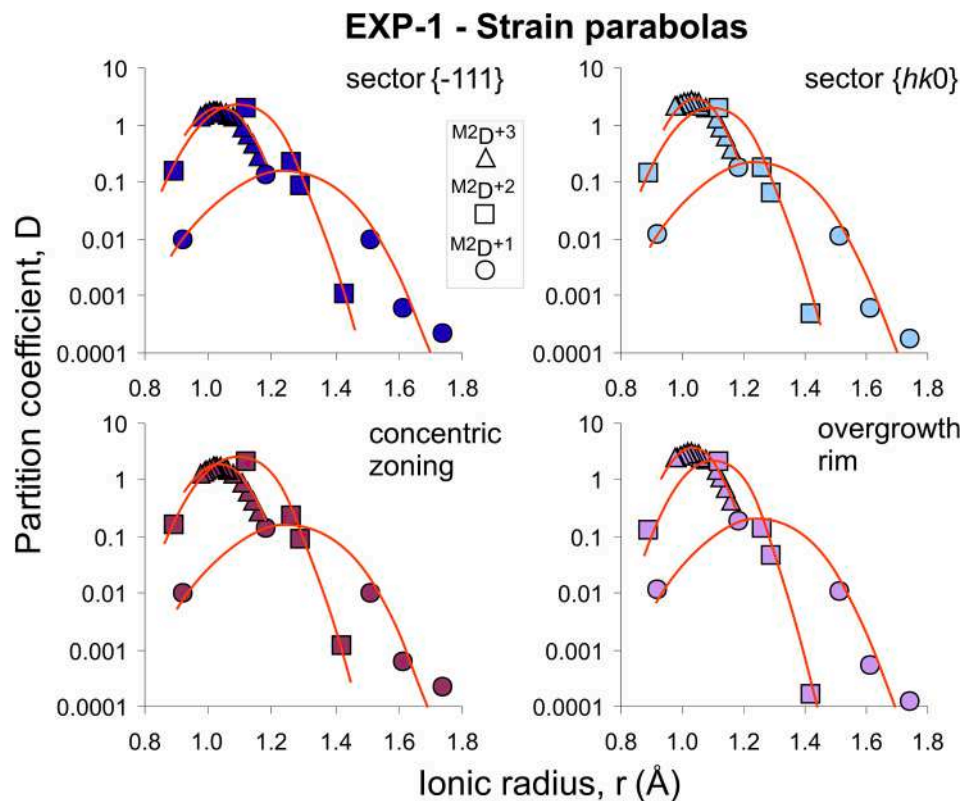 EXP-1 - Strain parabolas
sector {-111}
sector {hk0}
10
1
0.1
0.01
0.001
0.0001
0.8 1.0 1.2 1.4 1.6 1.8
M2D+3
M2D+2
M2D+1
10
1
0.1
0.01
0.001
0.0001
0.8 1.0 1.2 1.4 1.6 1.8
concentric
zoning
overgrowth
rim
10
1
0.1
0.01
0.001
0.0001
0.8 1.0 1.2 1.4 1.6 1.8
10
1
0.1
0.01
0.001
0.0001
0.8 1.0 1.2 1.4 1.6 1.8
Partition coefficient, D
Ionic radius, r (Å)